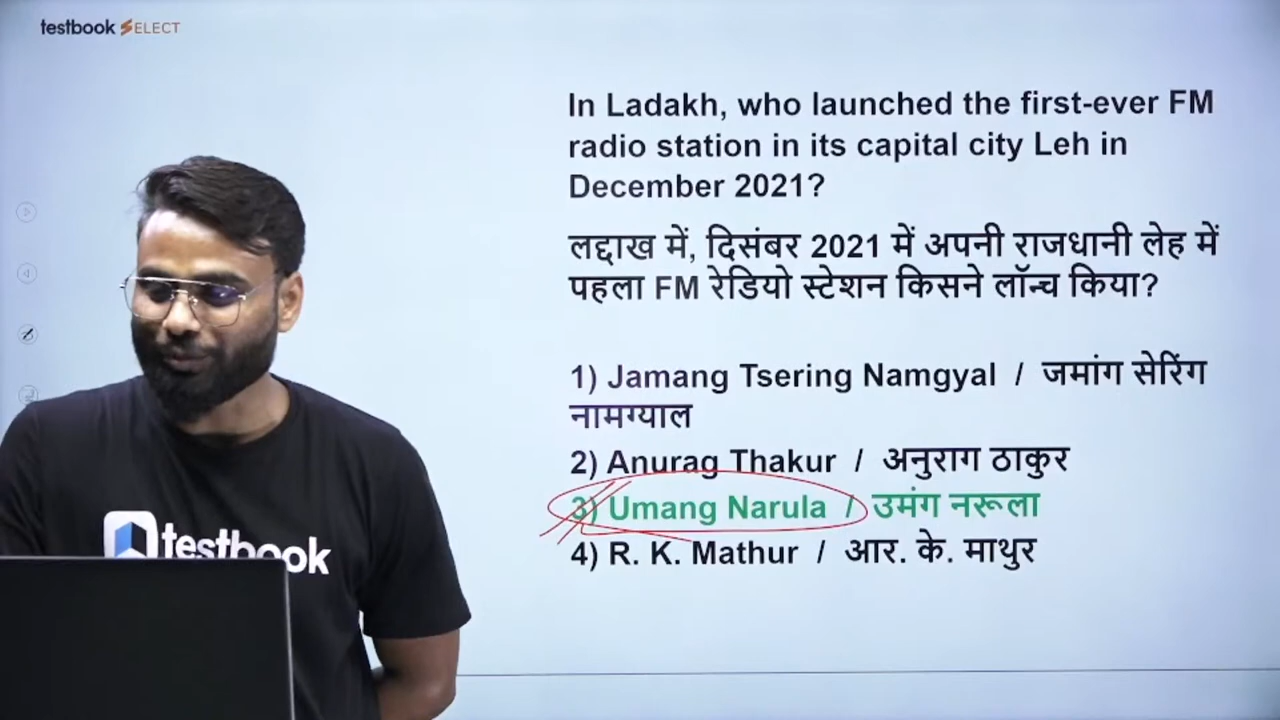 testbook SELECT
In Ladakh, who launched the first-ever FM
radio station in its capital city Leh in
December 2021?
लद्दाख में, दिसंबर 2021 में अपनी राजधानी लेह में
पहला FM रेडियो स्टेशन किसने लॉन्च किया?
1) Jamang Tsering Namgyal / जमांग सेरिंग
नामग्याल
2) Anurag Thakur / अनुराग ठाकुर
3) Umang Narula / उमंग नरूला
4) R. K. Mathur / आर. के. माथुर
testbook